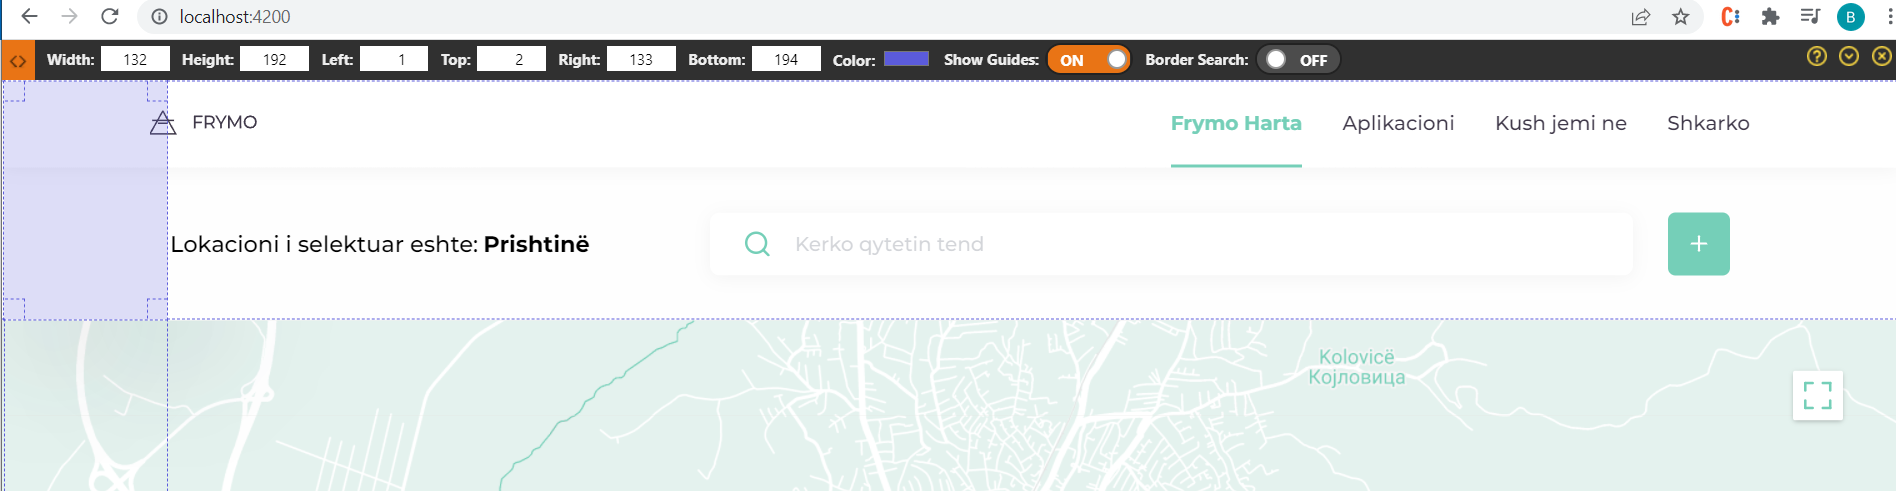 localhost:4200
B
Width: 132 Height: 192 Left: 1 Top: 2 Right: 133 Bottom: 194 Color: Show Guides: ON Border Search: OFF
FRYMO Frymo Harta Aplikacioni Kush jemi ne Shkarko
Lokacioni i selektuar eshte: Prishtinë Kerko qytetin tend +
Kolovicë
Којловица